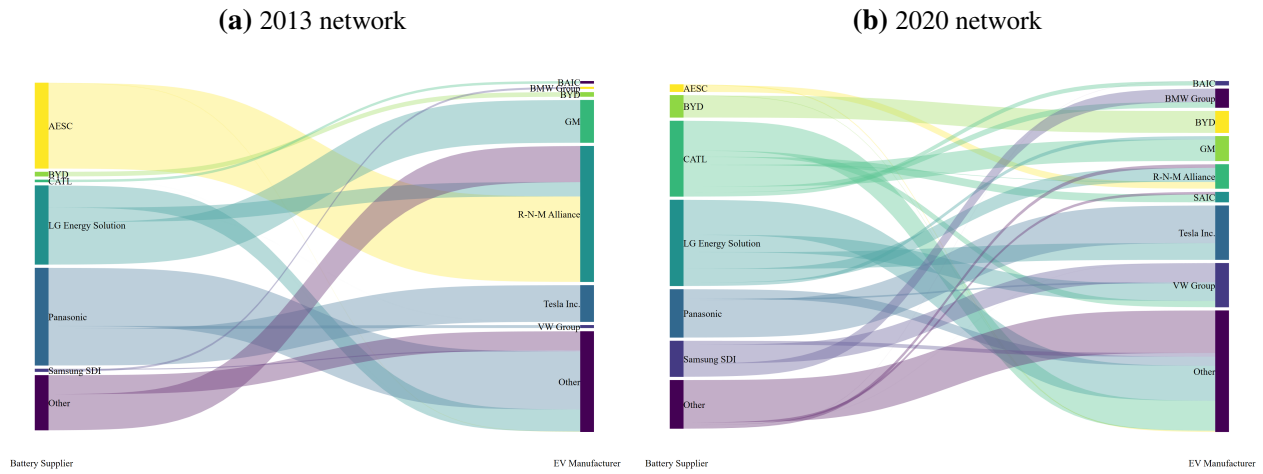 (a) 2013 network
AESC
BYD
CATL
LG Energy Solution
Panasonic
Samsung SDI
Other
BAIC
BMW Group
BYD
GM
R-N-M Alliance
Tesla Inc.
VW Group
Other
Battery Supplier
EV Manufacturer
(b) 2020 network
AESC
BYD
CATL
LG Energy Solution
Panasonic
Samsung SDI
Other
BAIC
BMW Group
BYD
GM
R-N-M Alliance
SAIC
Tesla Inc.
VW Group
Other
Battery Supplier
EV Manufacturer